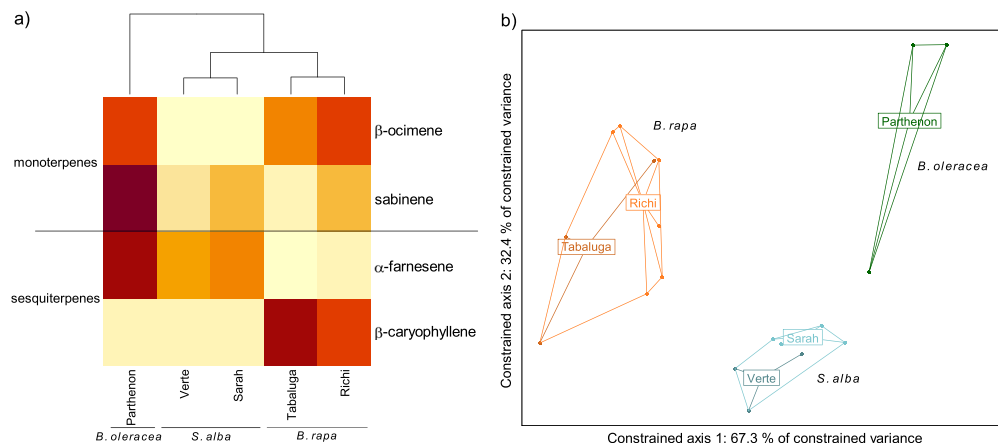 a)
monoterpenes
sesquiterpenes
β-ocimene
sabinene
α-farnesene
β-caryophyllene
Parthenon
Verte
Sarah
Tabaluga
Richi
B. oleracea
S. alba
B. rapa
b)
Constrained axis 2: 32.4 % of constrained variance
B. rapa
Parthenon
B. oleracea
Richi
Tabaluga
Sarah
Verte
S. alba
Constrained axis 1: 67.3 % of constrained variance